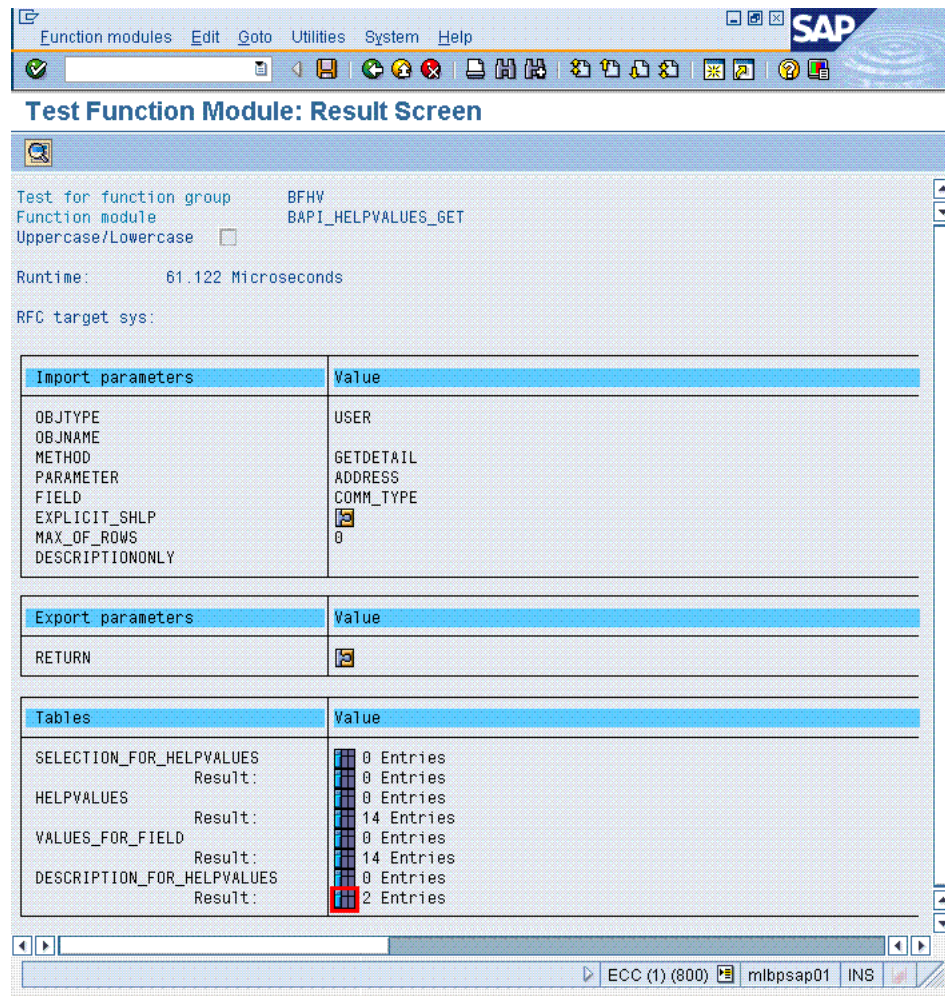 Function modules Edit Goto Utilities System Help
SAP
Test Function Module: Result Screen
Test for function group BFHV
Function module BAPI_HELPVALUES_GET
Uppercase/Lowercase
Runtime: 61.122 Microseconds
RFC target sys:
Import parameters Value
OBJTYPE USER
OBJNAME
METHOD GETDETAIL
PARAMETER ADDRESS
FIELD COMM_TYPE
EXPLICIT_SHLP
MAX_OF_ROWS 0
DESCRIPTIONONLY
Export parameters Value
RETURN
Tables Value
SELECTION_FOR_HELPVALUES 0 Entries
Result: 0 Entries
HELPVALUES 0 Entries
Result: 14 Entries
VALUES_FOR_FIELD 0 Entries
Result: 14 Entries
DESCRIPTION_FOR_HELPVALUES 0 Entries
Result: 2 Entries
ECC (1) (800) mlbpsap01 INS